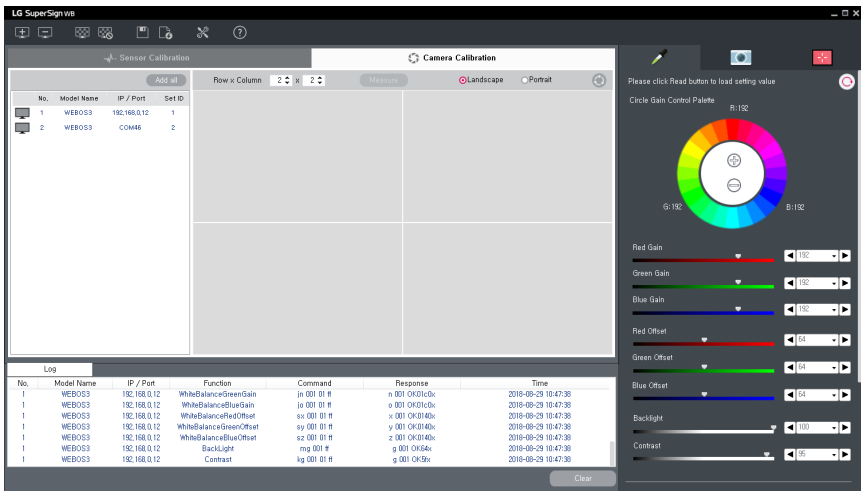 LG SuperSign WB
Sensor Calibration
Camera Calibration
Add all
Row x Column 2 x 2 Measure Landscape Portrait
No. Model Name IP / Port Set ID
1 WEBOS3 192,168,0,12 1
2 WEBOS3 COM46 2
Please click Read button to load setting value
Circle Gain Control Palette
R:192
G:192
B:192
Red Gain
192
Green Gain
192
Blue Gain
192
Red Offset
64
Green Offset
64
Blue Offset
64
Backlight
100
Contrast
95
Log
No. Model Name IP / Port Function Command Response Time
1 WEBOS3 192,168,0,12 WhiteBalanceGreenGain jn 001 01 ff n 001 OK01c0x 2018-08-29 10:47:38
1 WEBOS3 192,168,0,12 WhiteBalanceBlueGain jo 001 01 ff o 001 OK01c0x 2018-08-29 10:47:38
1 WEBOS3 192,168,0,12 WhiteBalanceRedOffset sx 001 01 ff x 001 OK0140x 2018-08-29 10:47:38
1 WEBOS3 192,168,0,12 WhiteBalanceGreenOffset sy 001 01 ff y 001 OK0140x 2018-08-29 10:47:38
1 WEBOS3 192,168,0,12 WhiteBalanceBlueOffset sz 001 01 ff z 001 OK0140x 2018-08-29 10:47:38
1 WEBOS3 192,168,0,12 BackLight mg 001 ff g 001 OK64x 2018-08-29 10:47:38
1 WEBOS3 192,168,0,12 Contrast kg 001 01 ff g 001 OK5fx 2018-08-29 10:47:38
Clear